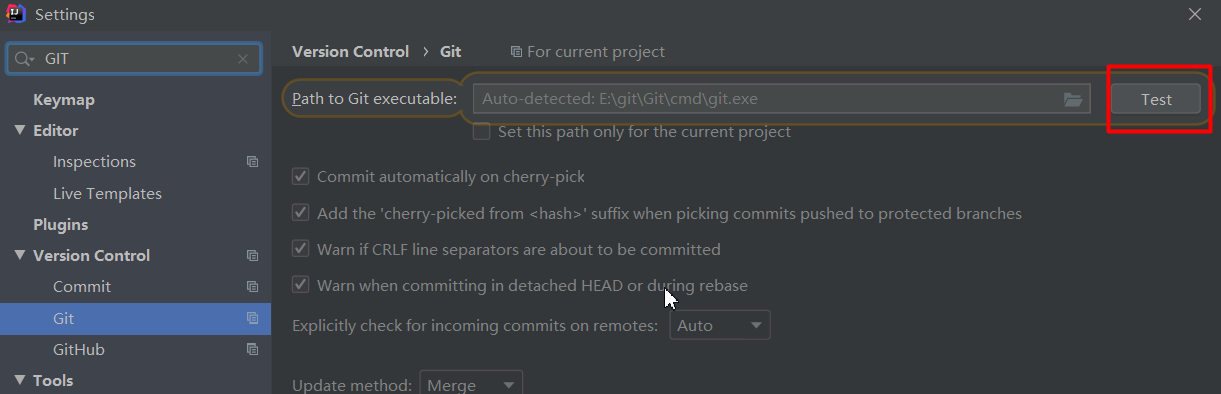 Settings
GIT
Keymap
Editor
Inspections
Live Templates
Plugins
Version Control
Commit
Git
GitHub
Tools
Version Control › Git For current project
Path to Git executable: Auto-detected: E:\git\Git\cmd\git.exe Test
Set this path only for the current project
Commit automatically on cherry-pick
Add the 'cherry-picked from <hash>' suffix when picking commits pushed to protected branches
Warn if CRLF line separators are about to be committed
Warn when committing in detached HEAD or during rebase
Explicitly check for incoming commits on remotes: Auto
Update method: Merge